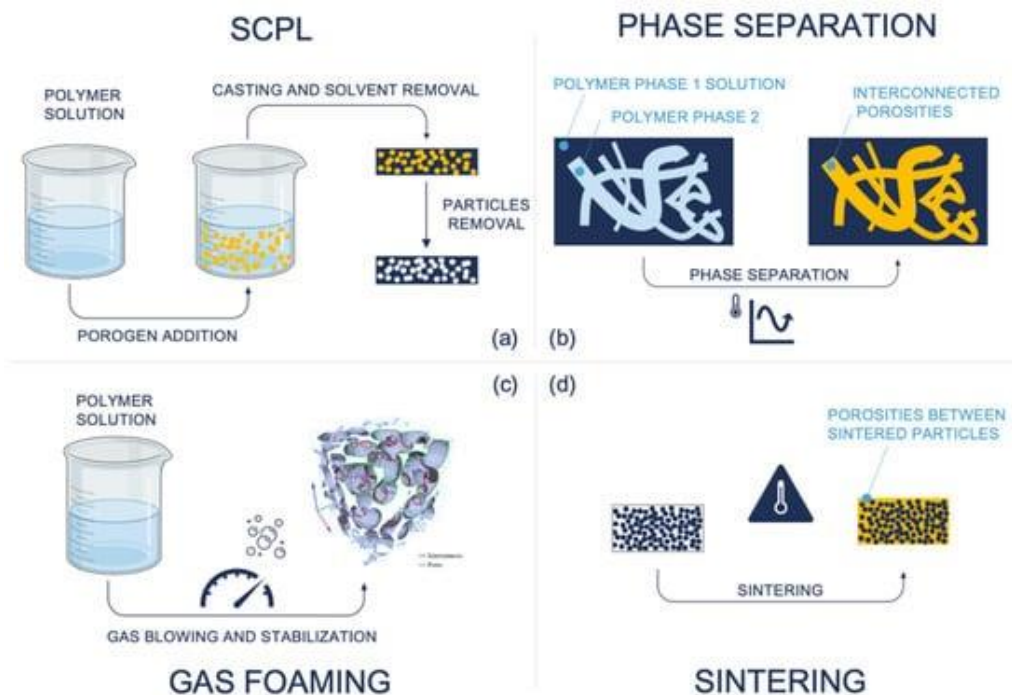 SCPL
POLYMER
SOLUTION
CASTING AND SOLVENT REMOVAL
PARTICLES
REMOVAL
POROGEN ADDITION
(a)
PHASE SEPARATION
POLYMER PHASE 1 SOLUTION
POLYMER PHASE 2
INTERCONNECTED
POROSITIES
PHASE SEPARATION
(b)
(c)
POLYMER
SOLUTION
GAS BLOWING AND STABILIZATION
GAS FOAMING
(d)
POROSITIES BETWEEN
SINTERED PARTICLES
SINTERING
SINTERING